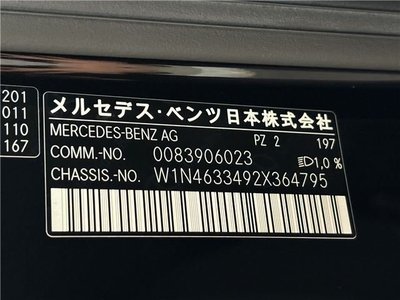 201
011
110
167
メルセデス・ベンツ日本株式会社
MERCEDES-BENZ AG PZ 2 197
COMM.-NO. 0083906023 1,0 %
CHASSIS.-NO. W1N4633492X364795